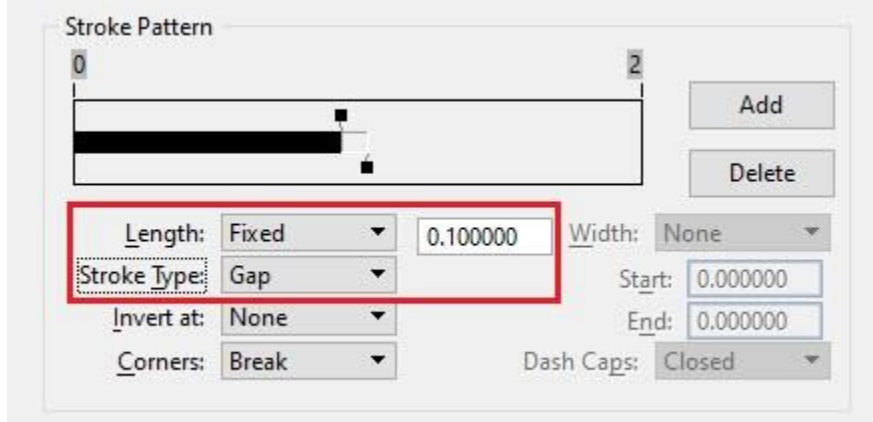 Stroke Pattern
0 2
Add
Delete
Length: Fixed 0.100000 Width: None
Stroke Type: Gap Start: 0.000000
Invert at: None End: 0.000000
Corners: Break Dash Caps: Closed